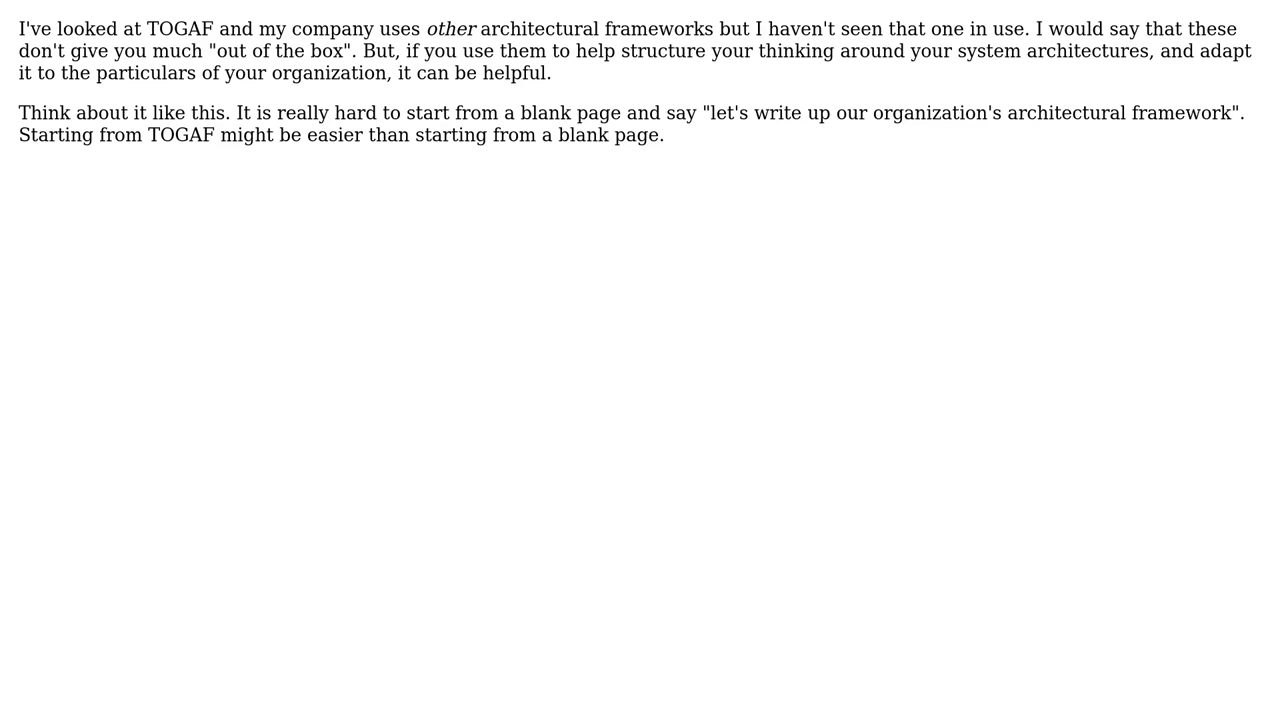 I've looked at TOGAF and my company uses other architectural frameworks but I haven't seen that one in use. I would say that these
don't give you much "out of the box". But, if you use them to help structure your thinking around your system architectures, and adapt
it to the particulars of your organization, it can be helpful.
Think about it like this. It is really hard to start from a blank page and say "let's write up our organization's architectural framework".
Starting from TOGAF might be easier than starting from a blank page.